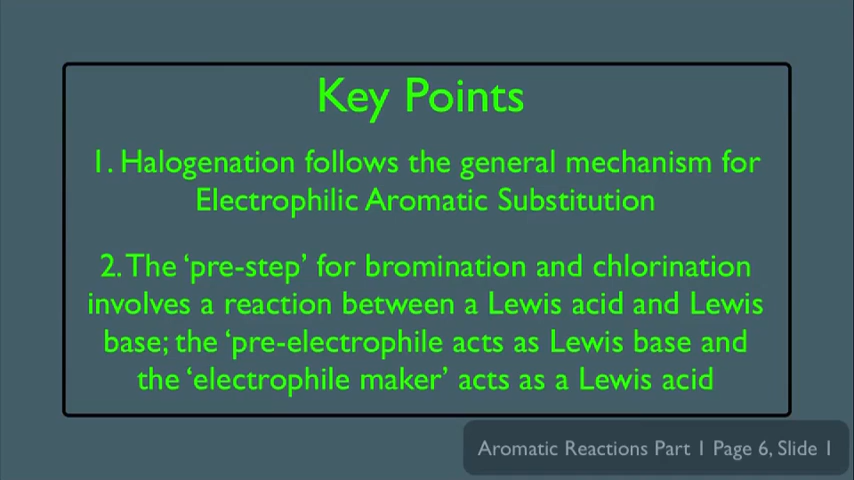 Key Points
1. Halogenation follows the general mechanism for
Electrophilic Aromatic Substitution
2. The ‘pre-step’ for bromination and chlorination
involves a reaction between a Lewis acid and Lewis
base; the ‘pre-electrophile acts as Lewis base and
the ‘electrophile maker’ acts as a Lewis acid
Aromatic Reactions Part 1 Page 6, Slide 1